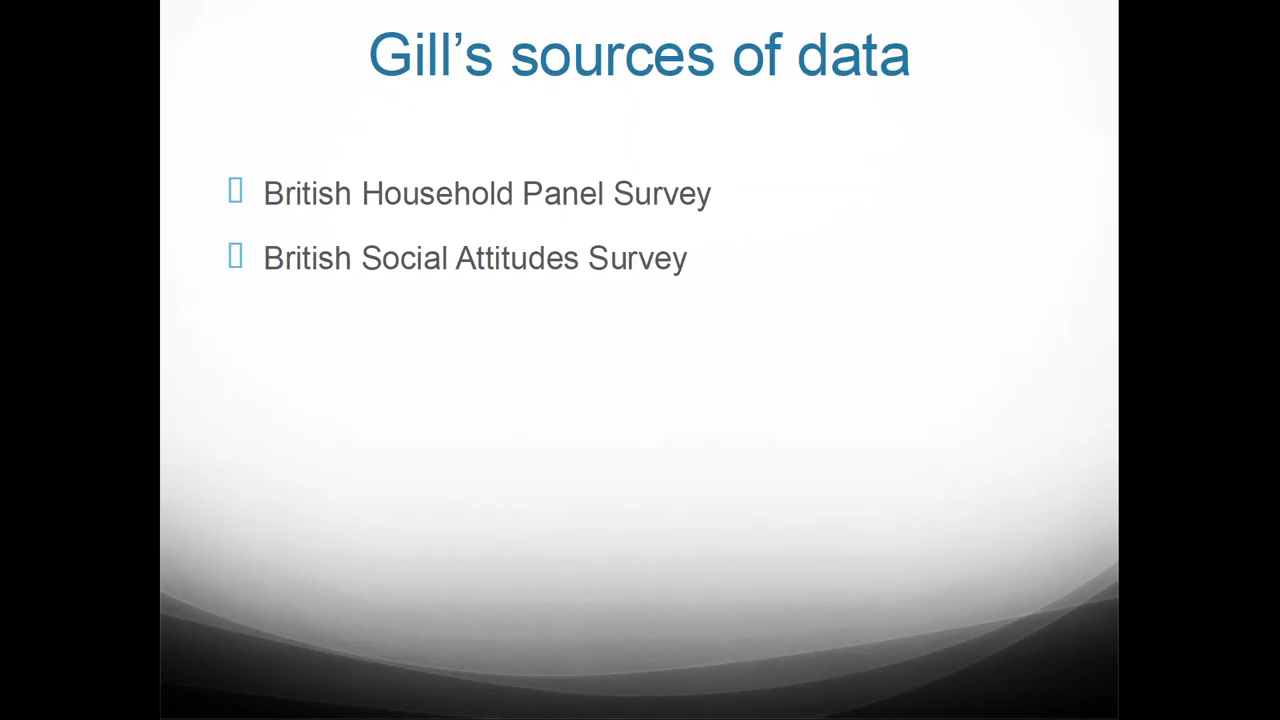 Gill’s sources of data
British Household Panel Survey
British Social Attitudes Survey